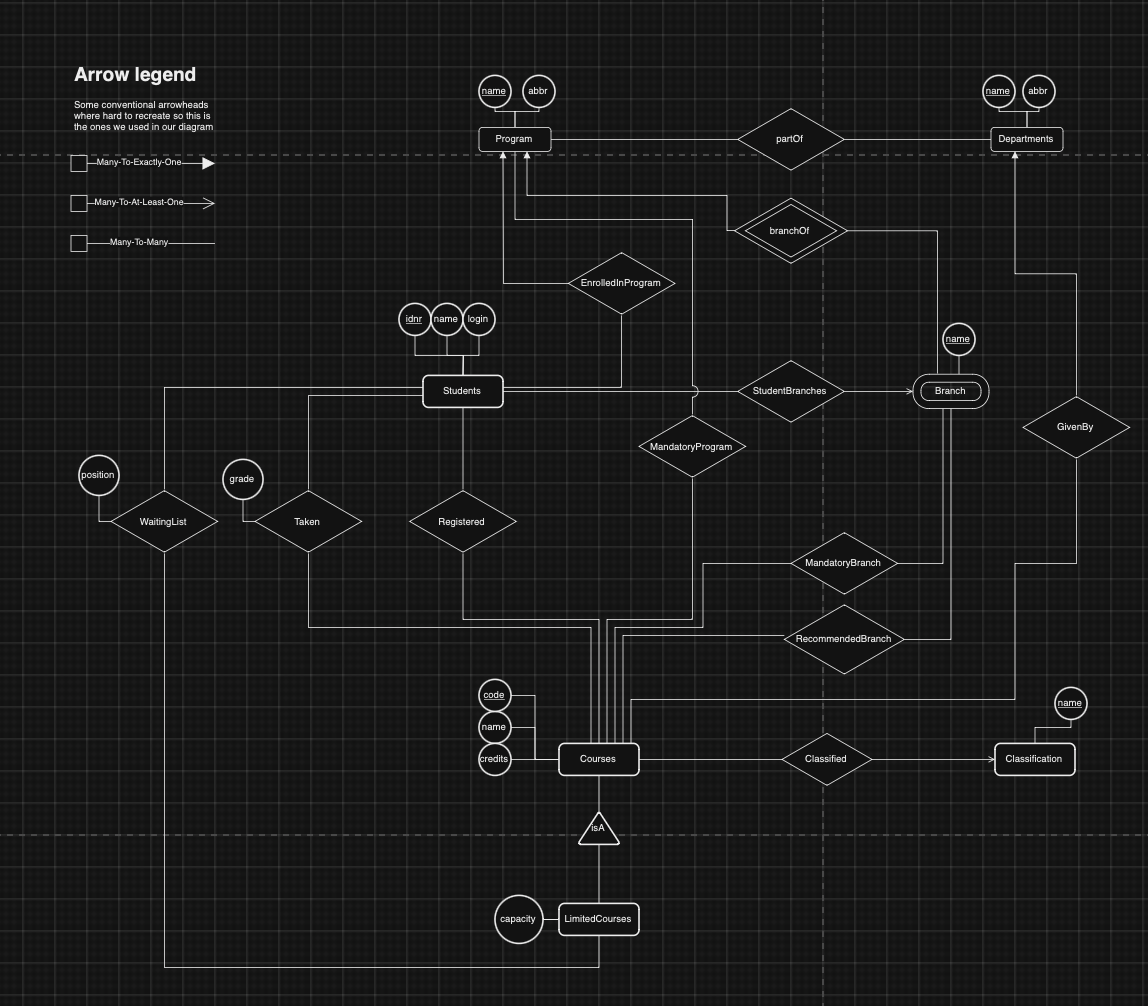 Arrow legend
Some conventional arrowheads
where hard to recreate so this is
the ones we used in our diagram
Many-To-Exactly-One
Many-To-At-Least-One
Many-To-Many
name
abbr
Program
partOf
name
abbr
Departments
branchOf
EnrolledInProgram
idnr
name
login
Students
StudentBranches
name
Branch
MandatoryProgram
GivenBy
position
WaitingList
grade
Taken
Registered
MandatoryBranch
RecommendedBranch
code
name
credits
Courses
Classified
name
Classification
isA
capacity
LimitedCourses